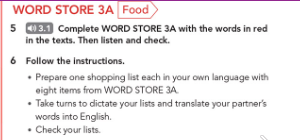 WORD STORE 3A Food
5 3.1 Complete WORD STORE 3A with the words in red
in the texts. Then listen and check.
6 Follow the instructions.
• Prepare one shopping list each in your own language with
eight items from WORD STORE 3A.
• Take turns to dictate your lists and translate your partner's
words into English.
• Check your lists.